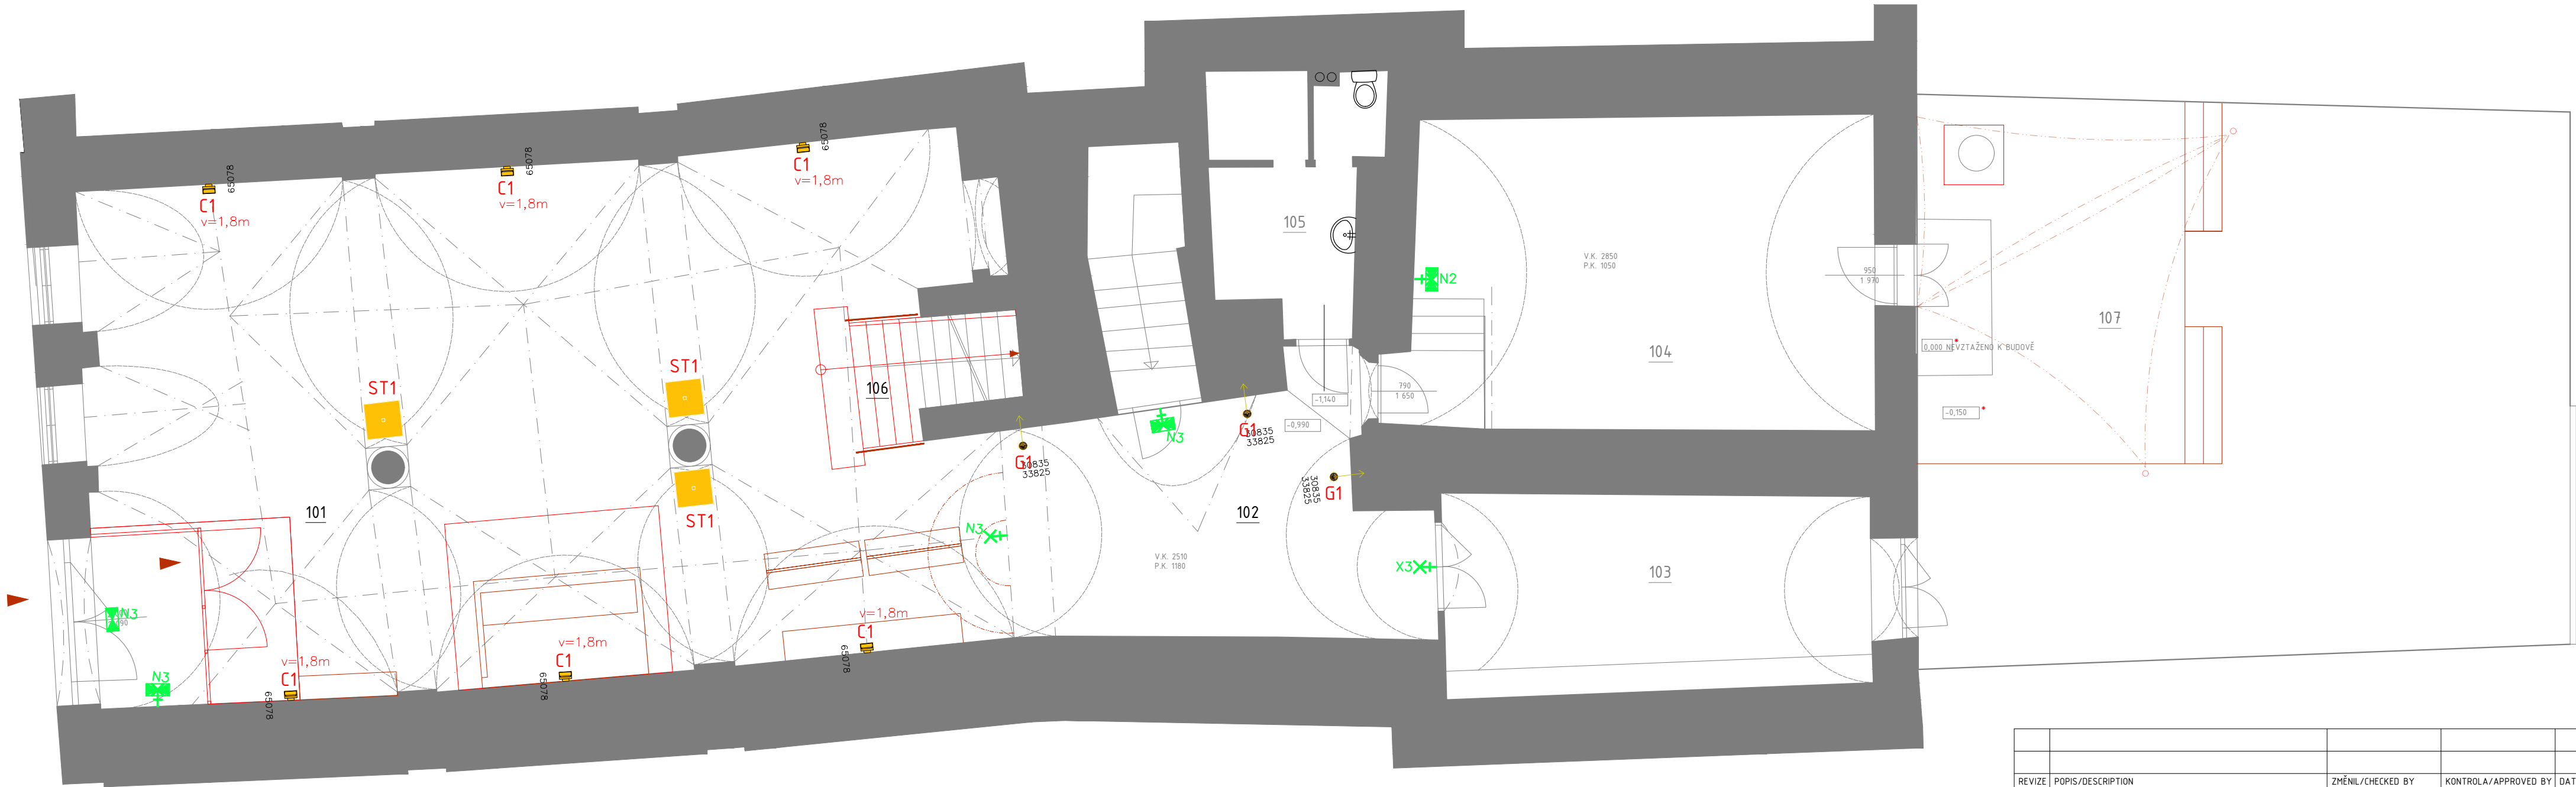 65078
C1
v=1,8m
65078
C1
v=1,8m
65078
C1
v=1,8m
105
V.K. 2850
P.K. 1050
N2
950
1 970
107
0,000 NEVZTAŽENO K BUDOVĚ
*
104
ST1
ST1
106
790
1 650
-1,140
-0,990
-0,150
*
N3
G1
30835
33825
G1
30835
33825
G1
30835
33825
ST1
101
102
N3
V.K. 2510
P.K. 1180
X3
103
N3
v=1,8m
C1
65078
v=1,8m
C1
65078
v=1,8m
C1
65078
N3
REVIZE
POPIS/DESCRIPTION
ZMĚNIL/CHECKED BY
KONTROLA/APPROVED BY
DAT